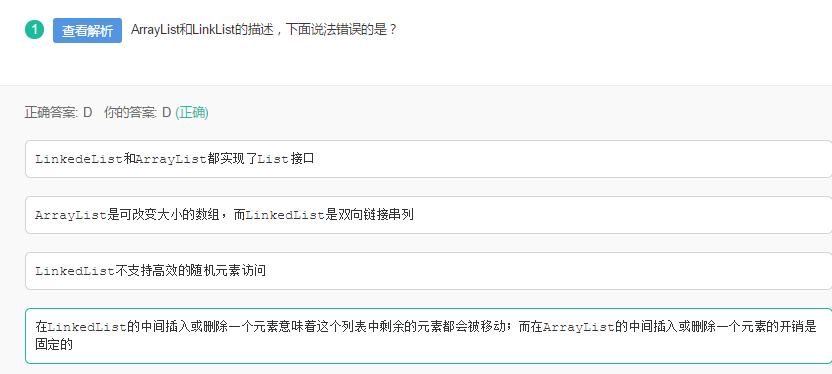 1 查看解析 ArrayList和LinkList的描述，下面说法错误的是？
正确答案: D 你的答案: D (正确)
LinkedeList和ArrayList都实现了List接口
ArrayList是可改变大小的数组，而LinkedList是双向链接串列
LinkedList不支持高效的随机元素访问
在LinkedList的中间插入或删除一个元素意味着这个列表中剩余的元素都会被移动；而在ArrayList的中间插入或删除一个元素的开销是
固定的